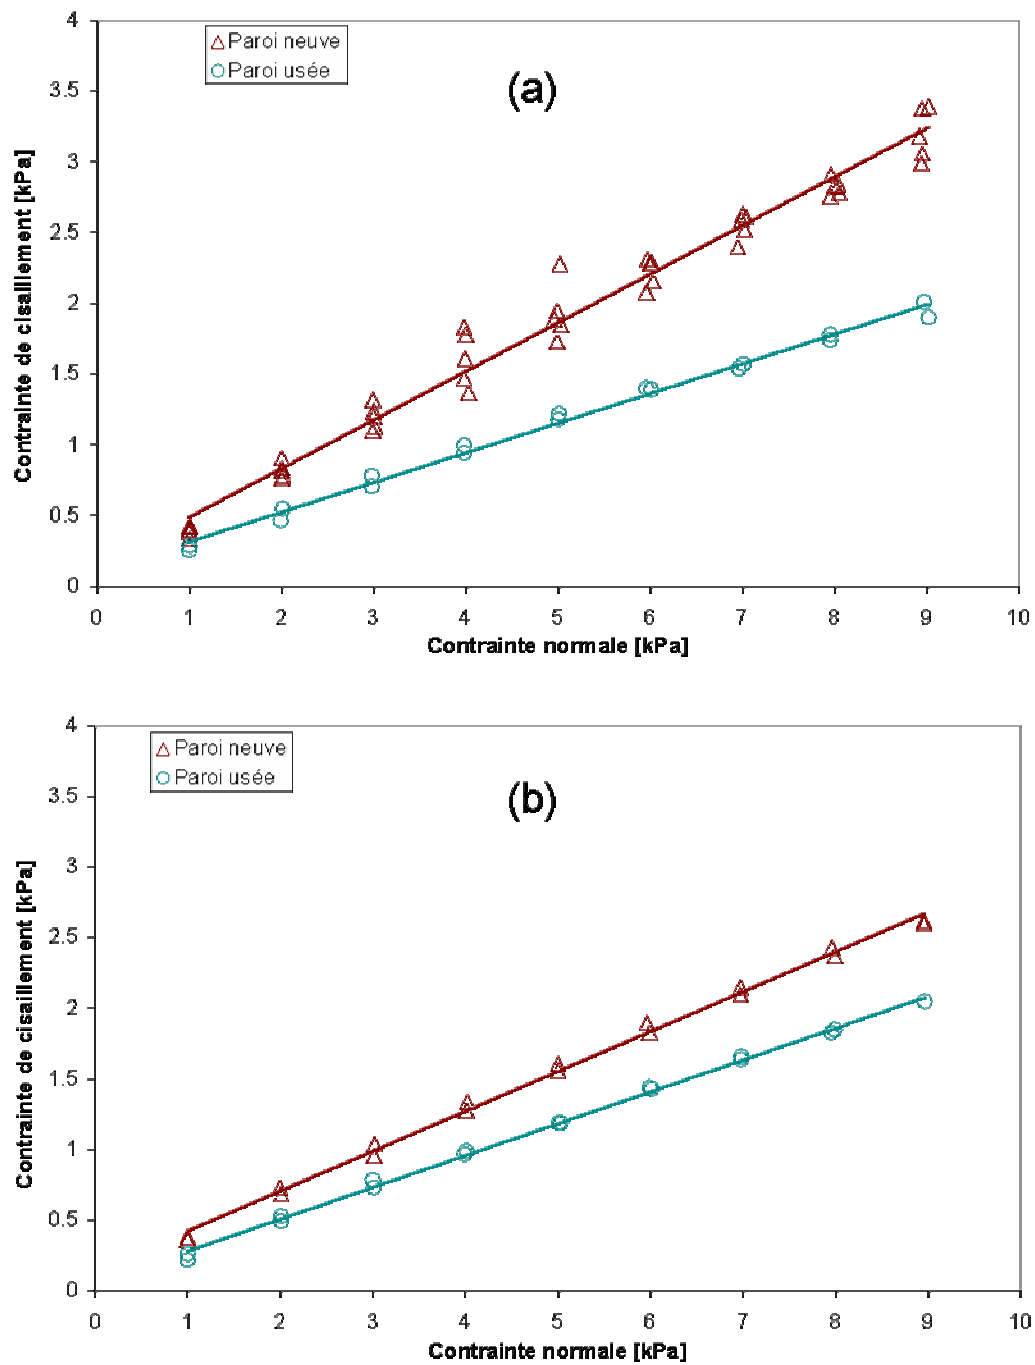 4
Paroi neuve
Paroi usée
(a)
3.5
3
2.5
2
1.5
1
0.5
0
Contrainte de cisaillement [kPa]
0 1 2 3 4 5 6 7 8 9 10
Contrainte normale [kPa]
4
Paroi neuve
Paroi usée
(b)
3.5
3
2.5
2
1.5
1
0.5
0
Contrainte de cisaillement [kPa]
0 1 2 3 4 5 6 7 8 9 10
Contrainte normale [kPa]